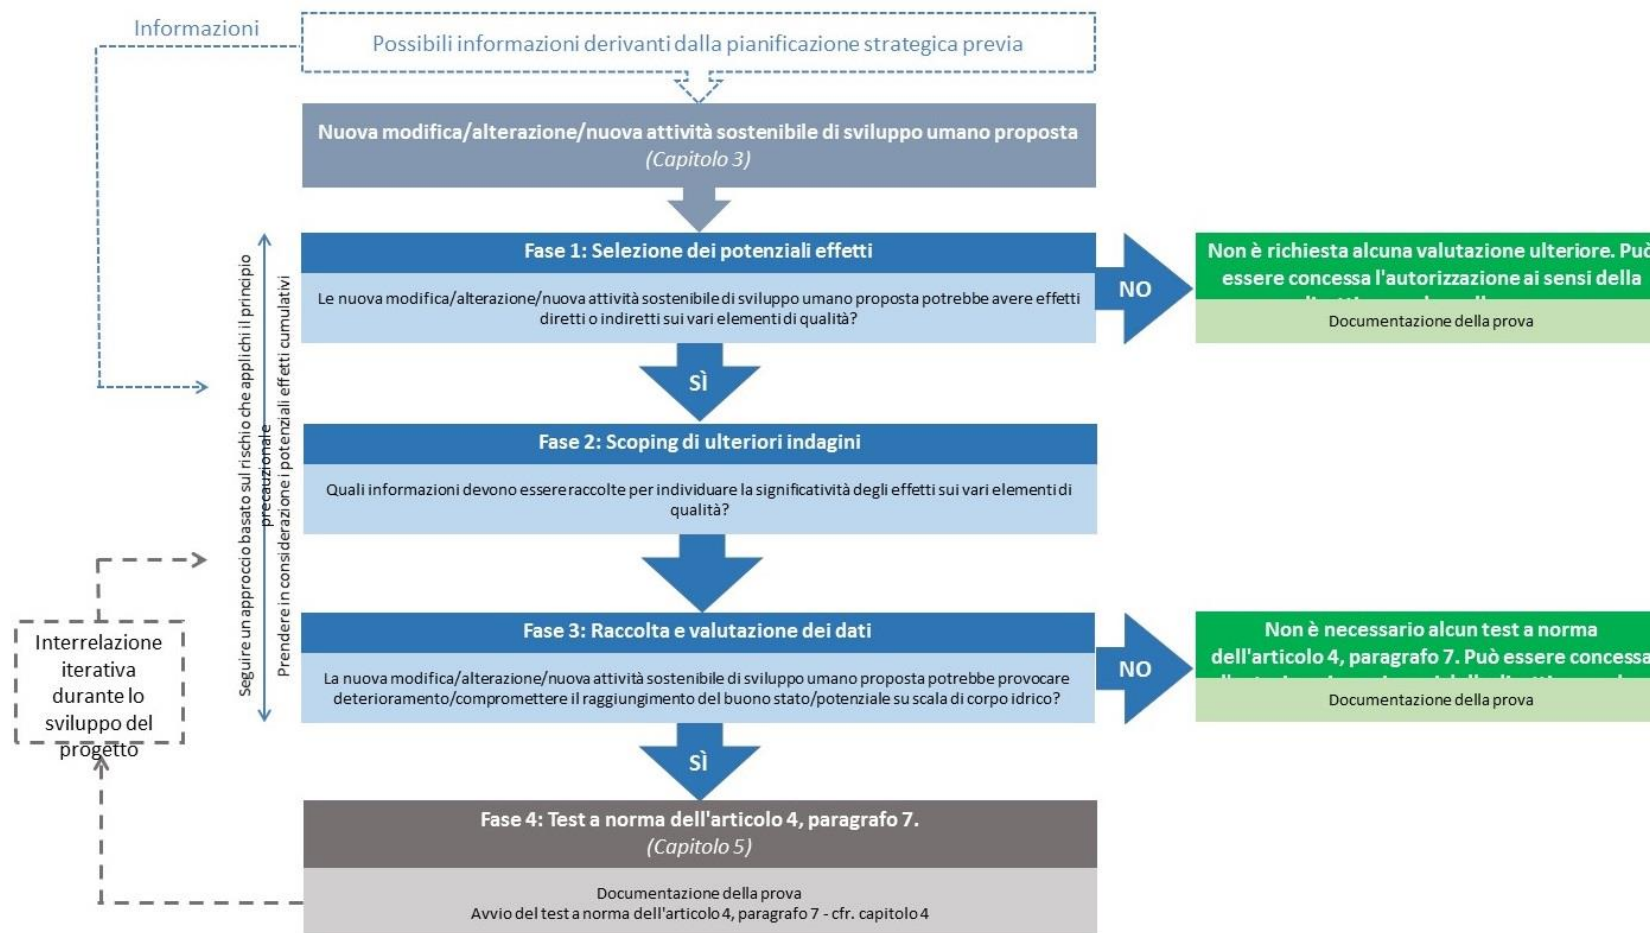 Informazioni
Possibili informazioni derivanti dalla pianificazione strategica previa
Nuova modifica/alterazione/nuova attività sostenibile di sviluppo umano proposta
(Capitolo 3)
Seguire un approccio basato sul rischio che applichi il principio
precauzionale
Prendere in considerazione i potenziali effetti cumulativi
Fase 1: Selezione dei potenziali effetti
Le nuova modifica/alterazione/nuova attività sostenibile di sviluppo umano proposta potrebbe avere effetti
diretti o indiretti sui vari elementi di qualità?
NO
Non è richiesta alcuna valutazione ulteriore. Può
essere concessa l'autorizzazione ai sensi della
Documentazione della prova
SÌ
Fase 2: Scoping di ulteriori indagini
Quali informazioni devono essere raccolte per individuare la significatività degli effetti sui vari elementi di
qualità?
Fase 3: Raccolta e valutazione dei dati
La nuova modifica/alterazione/nuova attività sostenibile di sviluppo umano proposta potrebbe provocare
deterioramento/compromettere il raggiungimento del buono stato/potenziale su scala di corpo idrico?
NO
Non è necessario alcun test a norma
dell'articolo 4, paragrafo 7. Può essere concessa
Documentazione della prova
Interrelazione
iterativa
durante lo
sviluppo del
progetto
SÌ
Fase 4: Test a norma dell'articolo 4, paragrafo 7.
(Capitolo 5)
Documentazione della prova
Avvio del test a norma dell'articolo 4, paragrafo 7 - cfr. capitolo 4